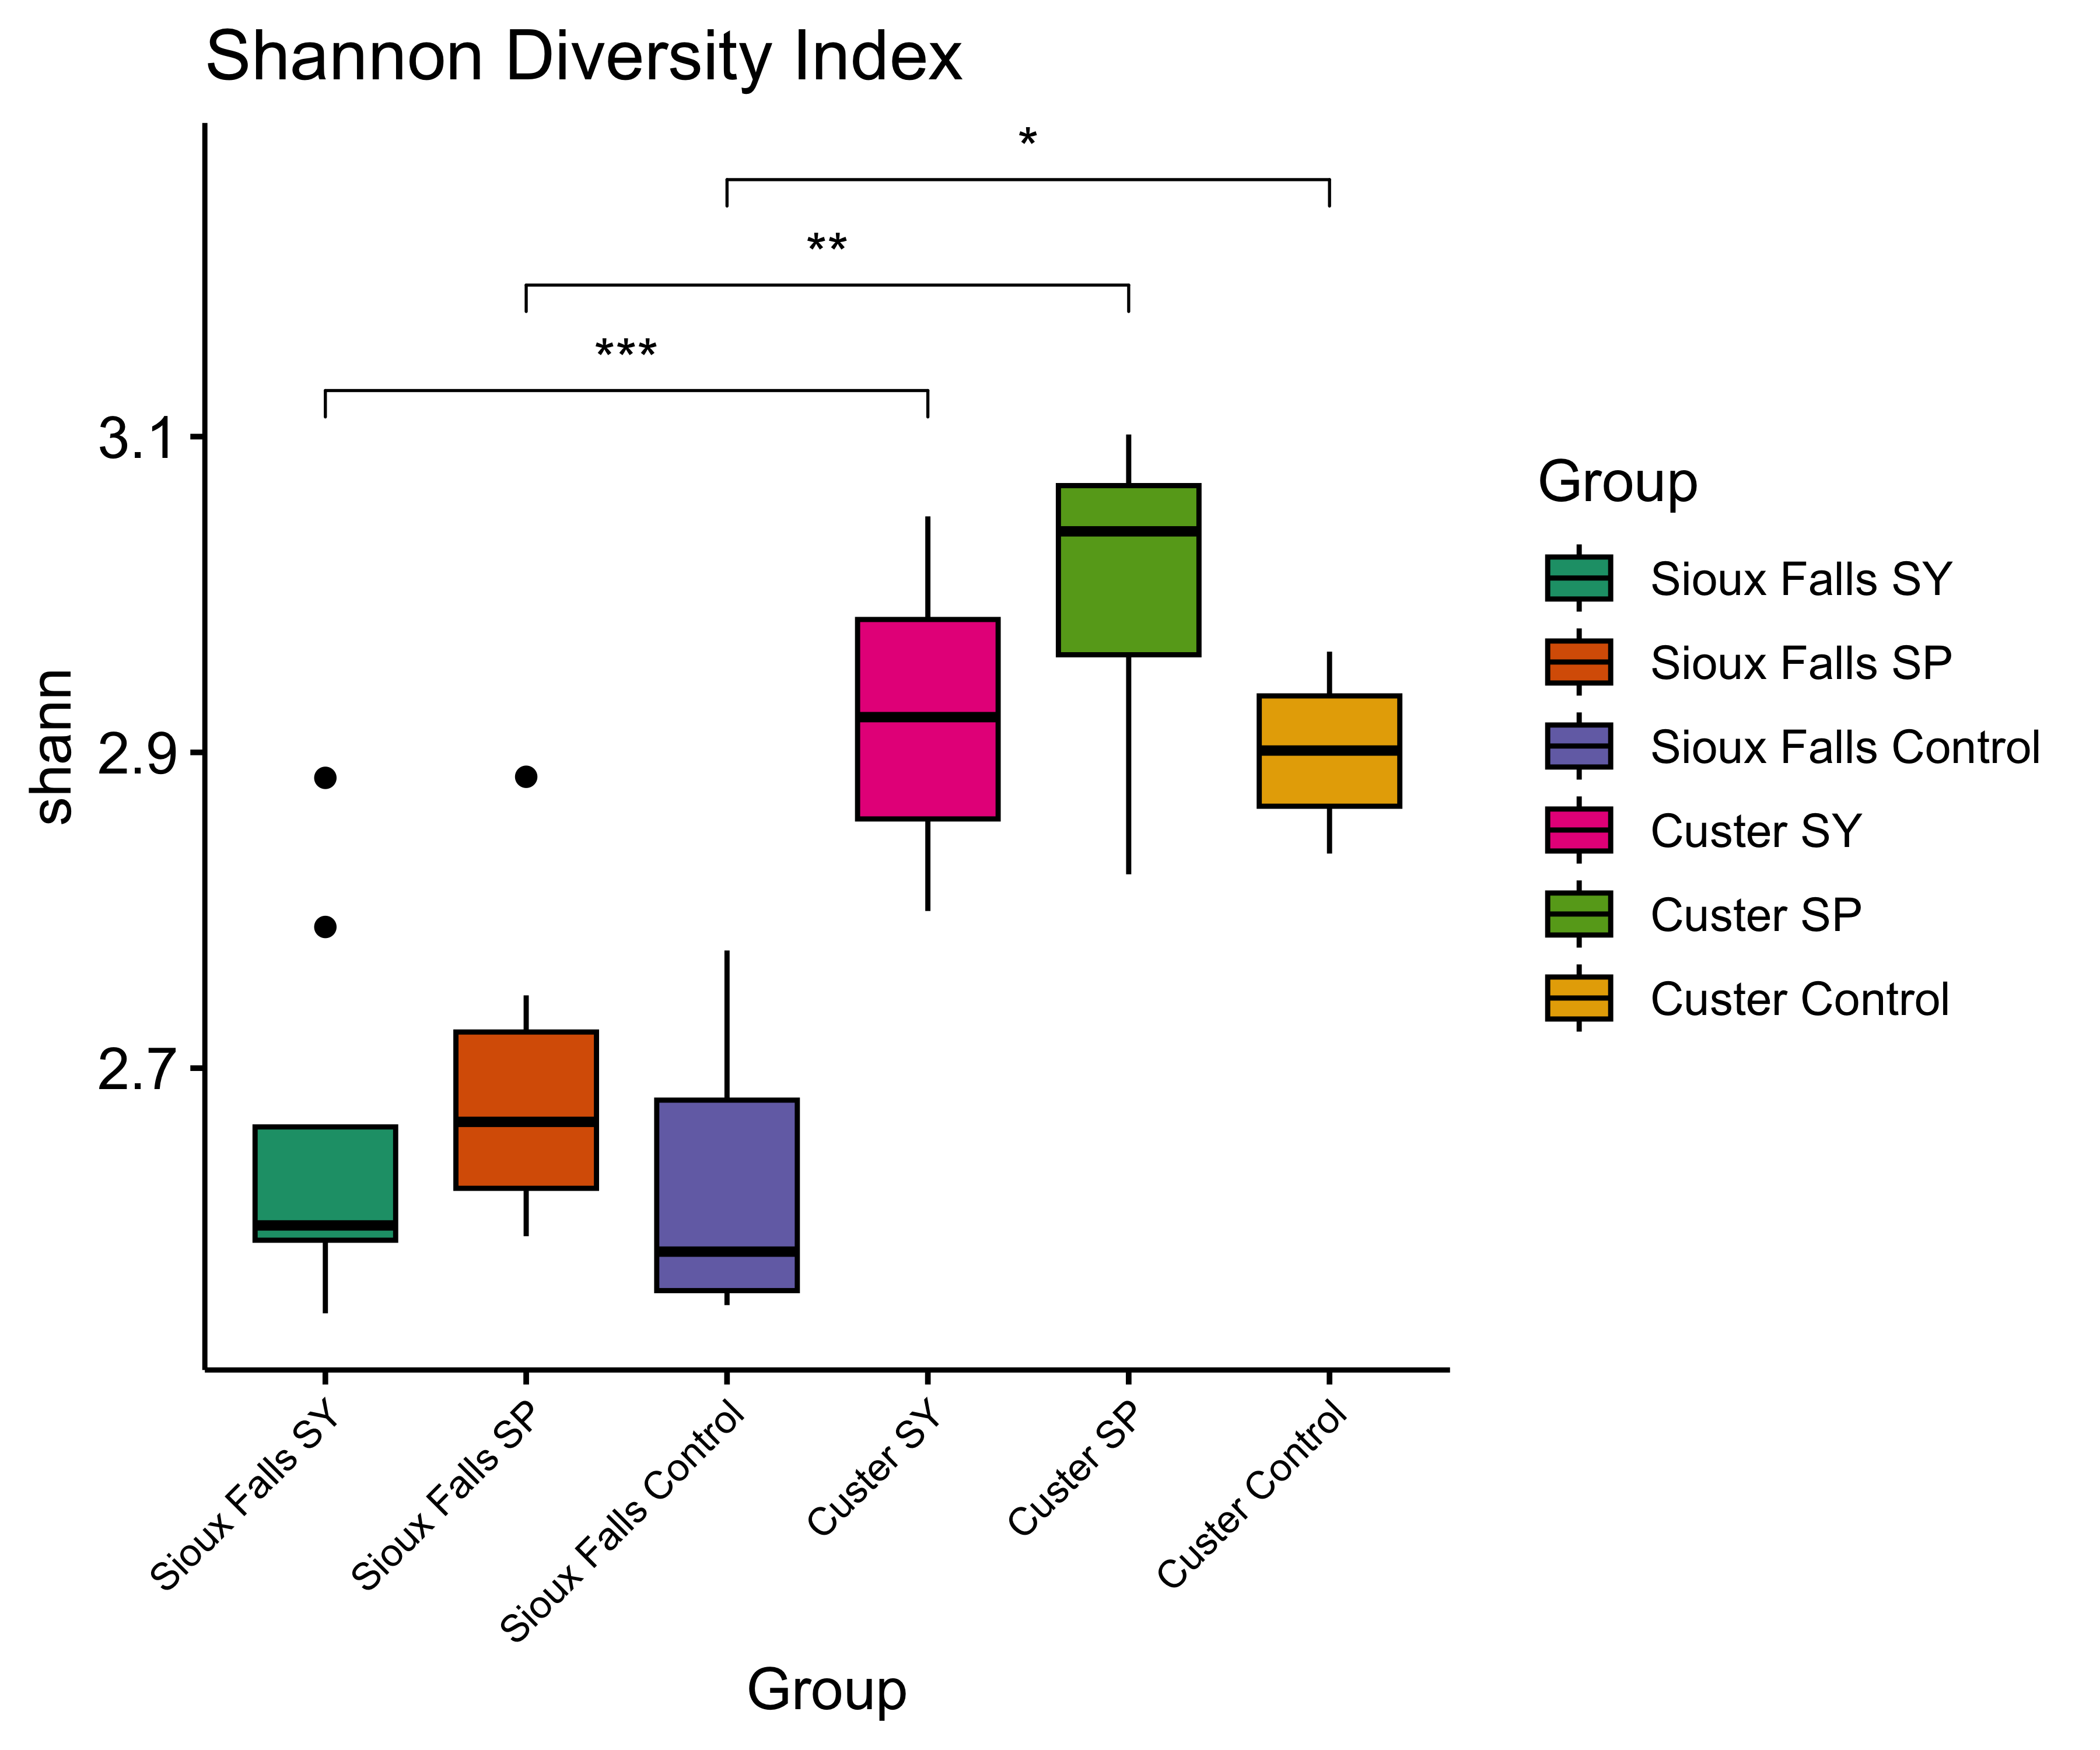 Shannon Diversity Index
*
**
***
3.1
2.9
2.7
shann
Sioux Falls SY
Sioux Falls SP
Sioux Falls Control
Custer SY
Custer SP
Custer Control
Group
Group
Sioux Falls SY
Sioux Falls SP
Sioux Falls Control
Custer SY
Custer SP
Custer Control